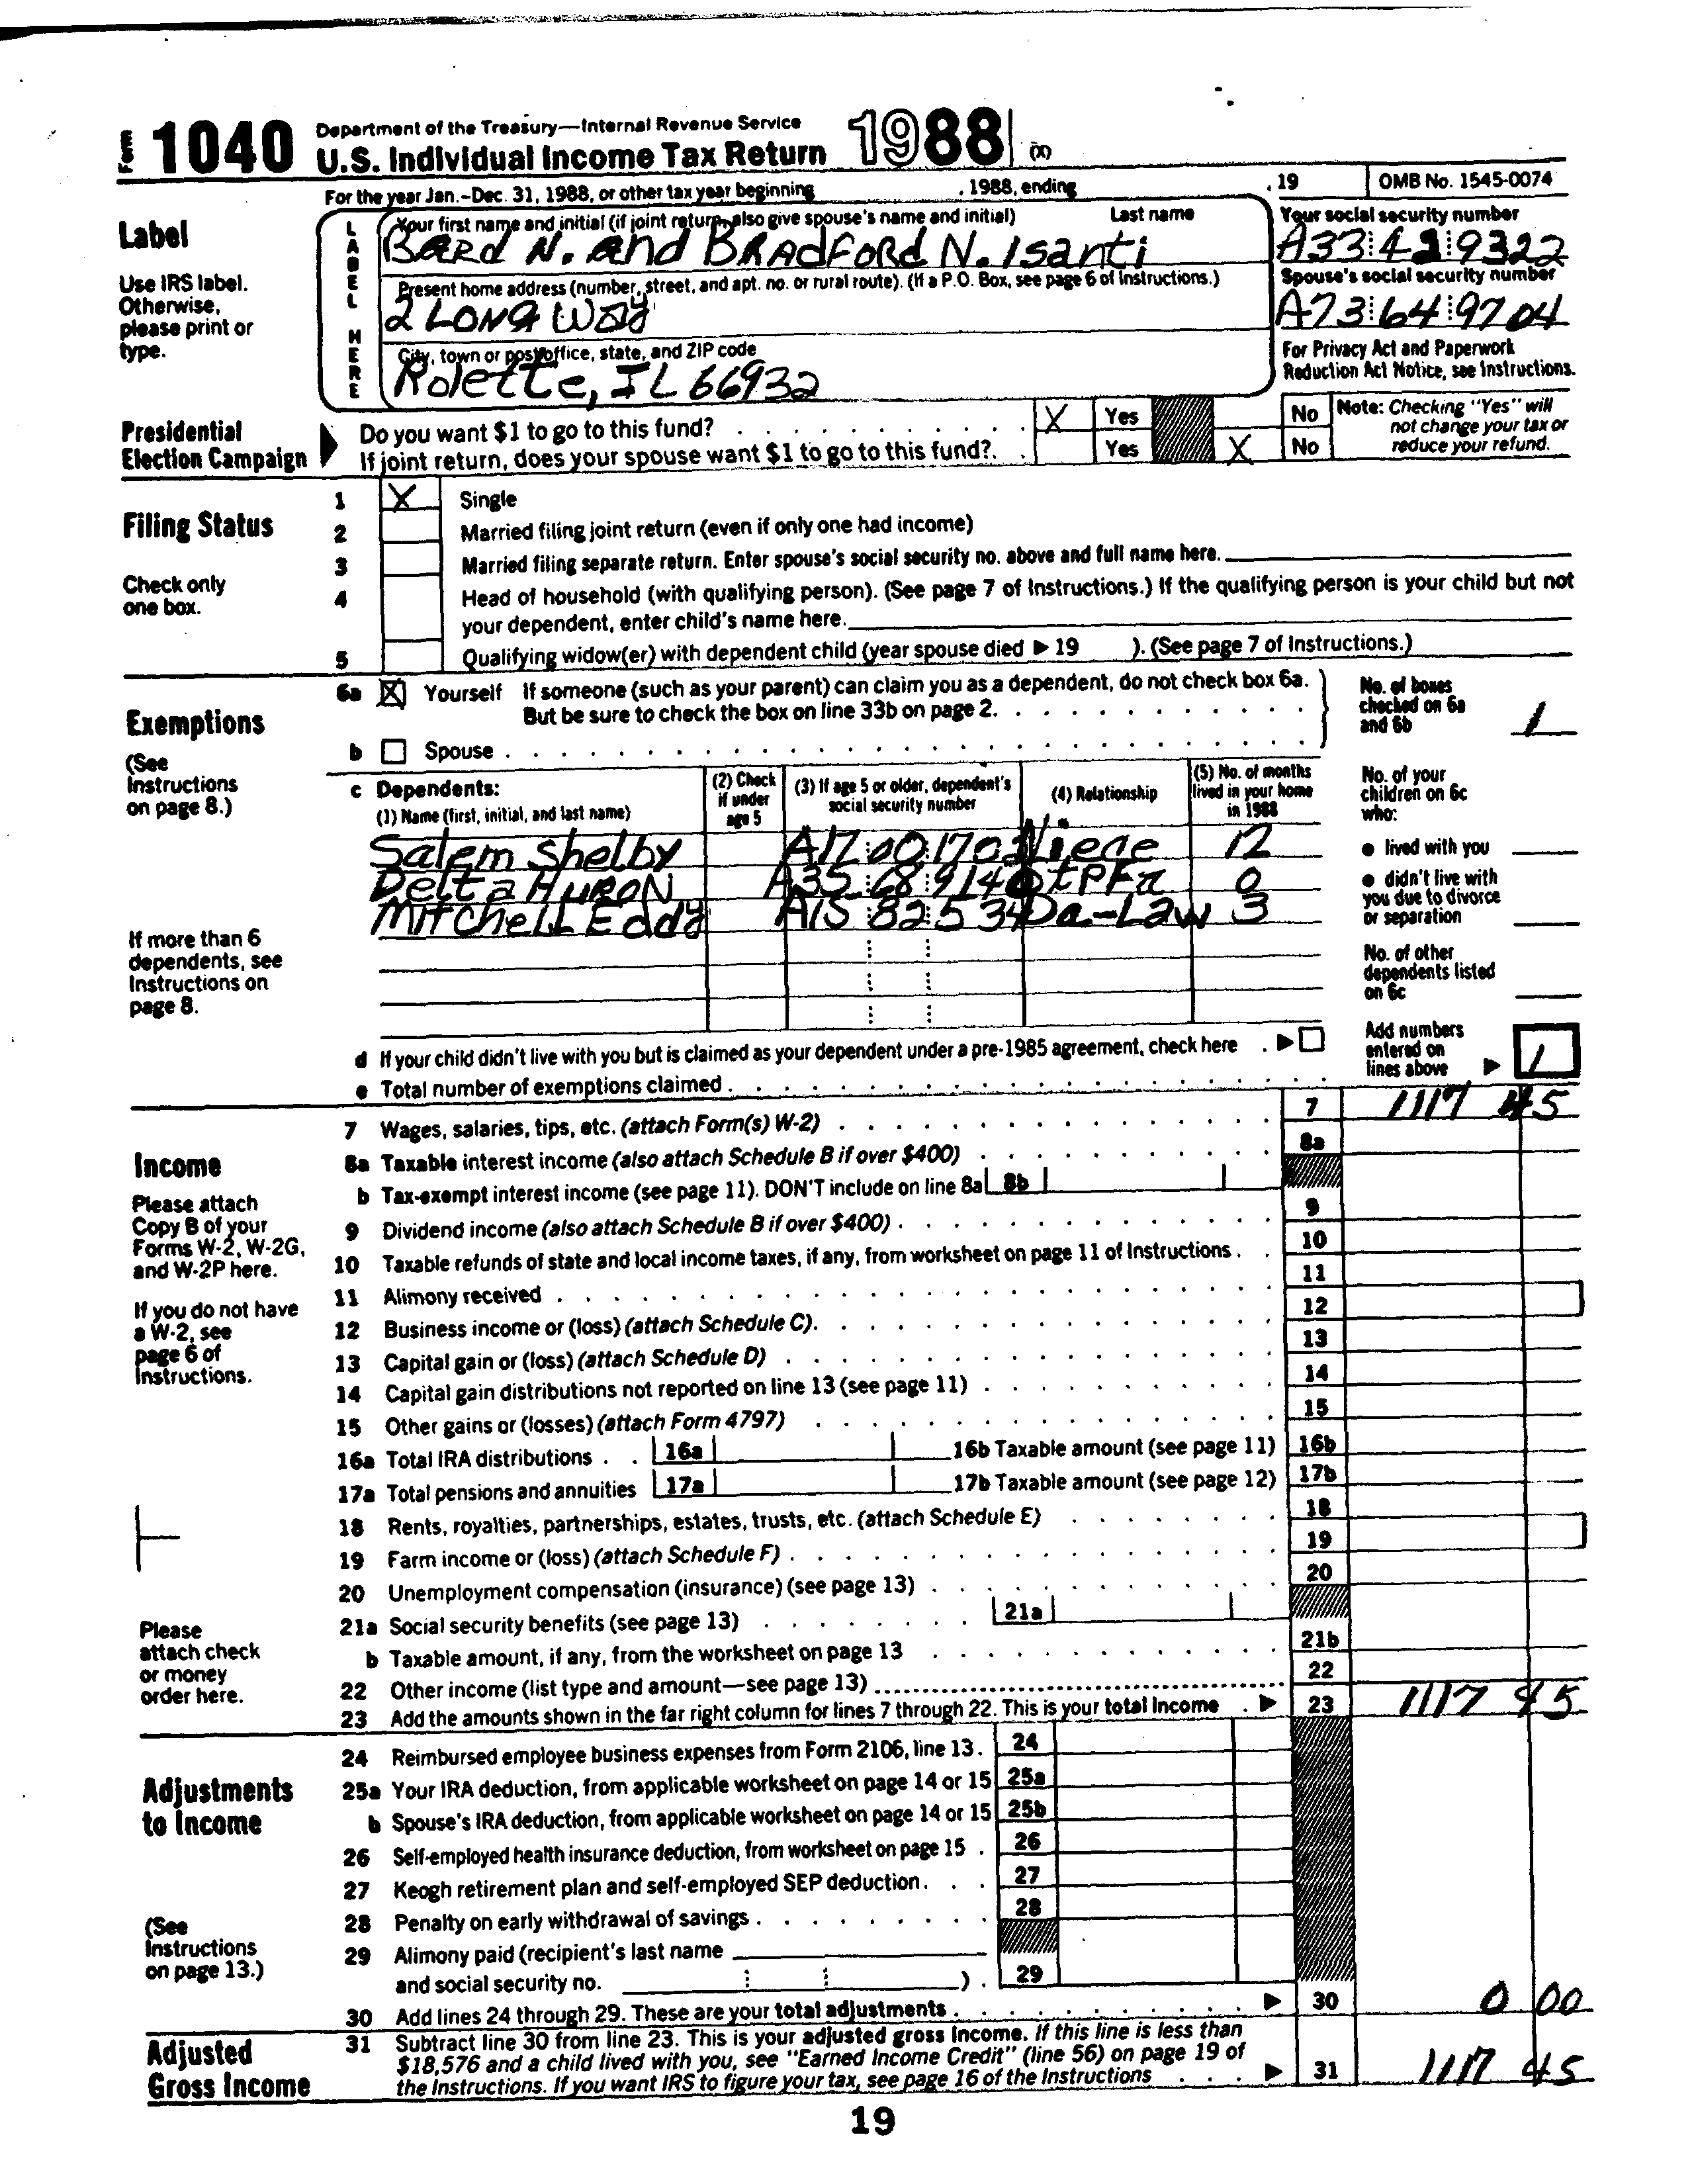 Form 1040 Department of the Treasury—Internal Revenue Service
U.S. Individual Income Tax Return 1988 (X)
For the year Jan.–Dec. 31, 1988, or other tax year beginning , 1988, ending , 19 OMB No. 1545-0074
Label
Use IRS label.
Otherwise,
please print or
type.
LABEL HERE
Your first name and initial (if joint return, also give spouse's name and initial) Last name
Bard N. and BRADFORD N. Isanti
Your social security number
A33 9322
Present home address (number, street, and apt. no. or rural route). (If a P.O. Box, see page 6 of Instructions.)
2 LONG Way
Spouse's social security number
A73 64 9704
City, town or post office, state, and ZIP code
Rolette, IL 66932
For Privacy Act and Paperwork
Reduction Act Notice, see Instructions.
Presidential
Election Campaign
Do you want $1 to go to this fund? X Yes No
If joint return, does your spouse want $1 to go to this fund?. Yes X No
Note: Checking "Yes" will
not change your tax or
reduce your refund.
Filing Status
Check only
one box.
1 X Single
2 Married filing joint return (even if only one had income)
3 Married filing separate return. Enter spouse's social security no. above and full name here.
4 Head of household (with qualifying person). (See page 7 of Instructions.) If the qualifying person is your child but not
your dependent, enter child's name here.
5 Qualifying widow(er) with dependent child (year spouse died ▶ 19 ). (See page 7 of Instructions.)
Exemptions
(See
Instructions
on page 8.)
6a X Yourself If someone (such as your parent) can claim you as a dependent, do not check box 6a.
But be sure to check the box on line 33b on page 2.
b Spouse
No. of boxes
checked on 6a
and 6b 1
c Dependents:
(1) Name (first, initial, and last name)
(2) Check
if under
age 5
(3) If age 5 or older, dependent's
social security number
(4) Relationship
(5) No. of months
lived in your home
in 1988
Salem Shelby A17 00 1703 Niece 12
Delta HURON A35 68 914 OtPFa 0
Mitchell Eddy A15 82 534 Da-Law 3
No. of your
children on 6c
who:
● lived with you
● didn't live with
you due to divorce
or separation
No. of other
dependents listed
on 6c
If more than 6
dependents, see
Instructions on
page 8.
d If your child didn't live with you but is claimed as your dependent under a pre-1985 agreement, check here . ▶
e Total number of exemptions claimed
Add numbers
entered on
lines above ▶ 1
Income
Please attach
Copy B of your
Forms W-2, W-2G,
and W-2P here.
If you do not have
a W-2, see
page 6 of
Instructions.
Please
attach check
or money
order here.
7 Wages, salaries, tips, etc. (attach Form(s) W-2) 7 1117 45
8a Taxable interest income (also attach Schedule B if over $400) 8a
b Tax-exempt interest income (see page 11). DON'T include on line 8a 8b
9 Dividend income (also attach Schedule B if over $400) 9
10 Taxable refunds of state and local income taxes, if any, from worksheet on page 11 of Instructions 10
11 Alimony received 11
12 Business income or (loss) (attach Schedule C). 12
13 Capital gain or (loss) (attach Schedule D) 13
14 Capital gain distributions not reported on line 13 (see page 11) 14
15 Other gains or (losses) (attach Form 4797) 15
16a Total IRA distributions 16a 16b Taxable amount (see page 11) 16b
17a Total pensions and annuities 17a 17b Taxable amount (see page 12) 17b
18 Rents, royalties, partnerships, estates, trusts, etc. (attach Schedule E) 18
19 Farm income or (loss) (attach Schedule F) 19
20 Unemployment compensation (insurance) (see page 13) 20
21a Social security benefits (see page 13) 21a
b Taxable amount, if any, from the worksheet on page 13 21b
22 Other income (list type and amount—see page 13) 22
23 Add the amounts shown in the far right column for lines 7 through 22. This is your total income . ▶ 23 1117 45
Adjustments
to Income
(See
Instructions
on page 13.)
24 Reimbursed employee business expenses from Form 2106, line 13. 24
25a Your IRA deduction, from applicable worksheet on page 14 or 15 25a
b Spouse's IRA deduction, from applicable worksheet on page 14 or 15 25b
26 Self-employed health insurance deduction, from worksheet on page 15 . 26
27 Keogh retirement plan and self-employed SEP deduction 27
28 Penalty on early withdrawal of savings 28
29 Alimony paid (recipient's last name
and social security no. ) . 29
30 Add lines 24 through 29. These are your total adjustments ▶ 30 0 00
Adjusted
Gross Income
31 Subtract line 30 from line 23. This is your adjusted gross income. If this line is less than
$18,576 and a child lived with you, see "Earned Income Credit" (line 56) on page 19 of
the Instructions. If you want IRS to figure your tax, see page 16 of the Instructions ▶ 31 1117 45
19